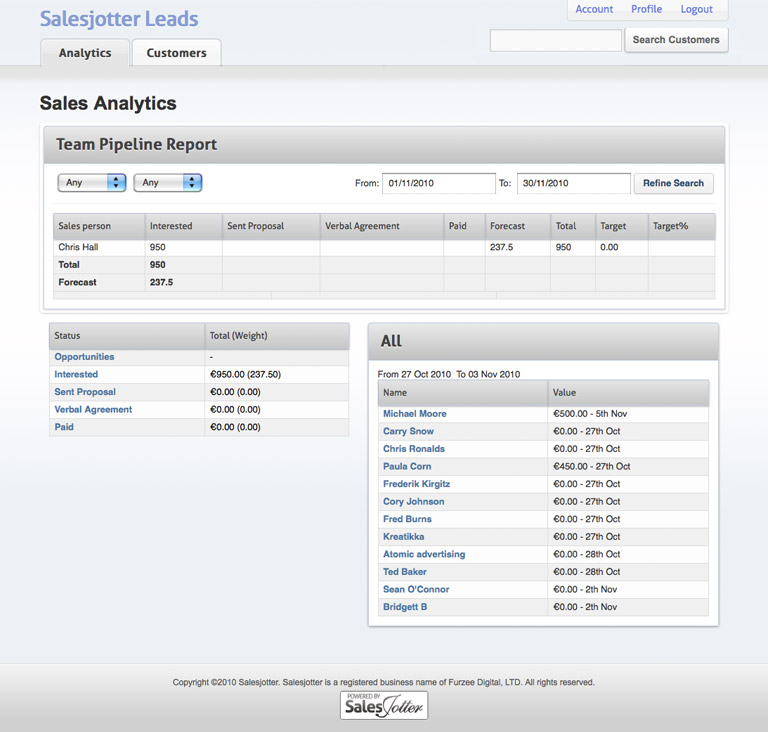 Salesjotter Leads
Account Profile Logout
Search Customers
Analytics Customers
Sales Analytics
Team Pipeline Report
Any Any From: 01/11/2010 To: 30/11/2010 Refine Search
Sales person Interested Sent Proposal Verbal Agreement Paid Forecast Total Target Target%
Chris Hall 950 237.5 950 0.00
Total 950
Forecast 237.5
Status Total (Weight)
Opportunities -
Interested €950.00 (237.50)
Sent Proposal €0.00 (0.00)
Verbal Agreement €0.00 (0.00)
Paid €0.00 (0.00)
All
From 27 Oct 2010 To 03 Nov 2010
Name Value
Michael Moore €500.00 - 5th Nov
Carry Snow €0.00 - 27th Oct
Chris Ronalds €0.00 - 27th Oct
Paula Corn €450.00 - 27th Oct
Frederik Kirgitz €0.00 - 27th Oct
Cory Johnson €0.00 - 27th Oct
Fred Burns €0.00 - 27th Oct
Kreatikka €0.00 - 27th Oct
Atomic advertising €0.00 - 28th Oct
Ted Baker €0.00 - 28th Oct
Sean O'Connor €0.00 - 2th Nov
Bridgett B €0.00 - 2th Nov
Copyright ©2010 Salesjotter. Salesjotter is a registered business name of Furzee Digital, LTD. All rights reserved.
POWERED BY
SalesJotter